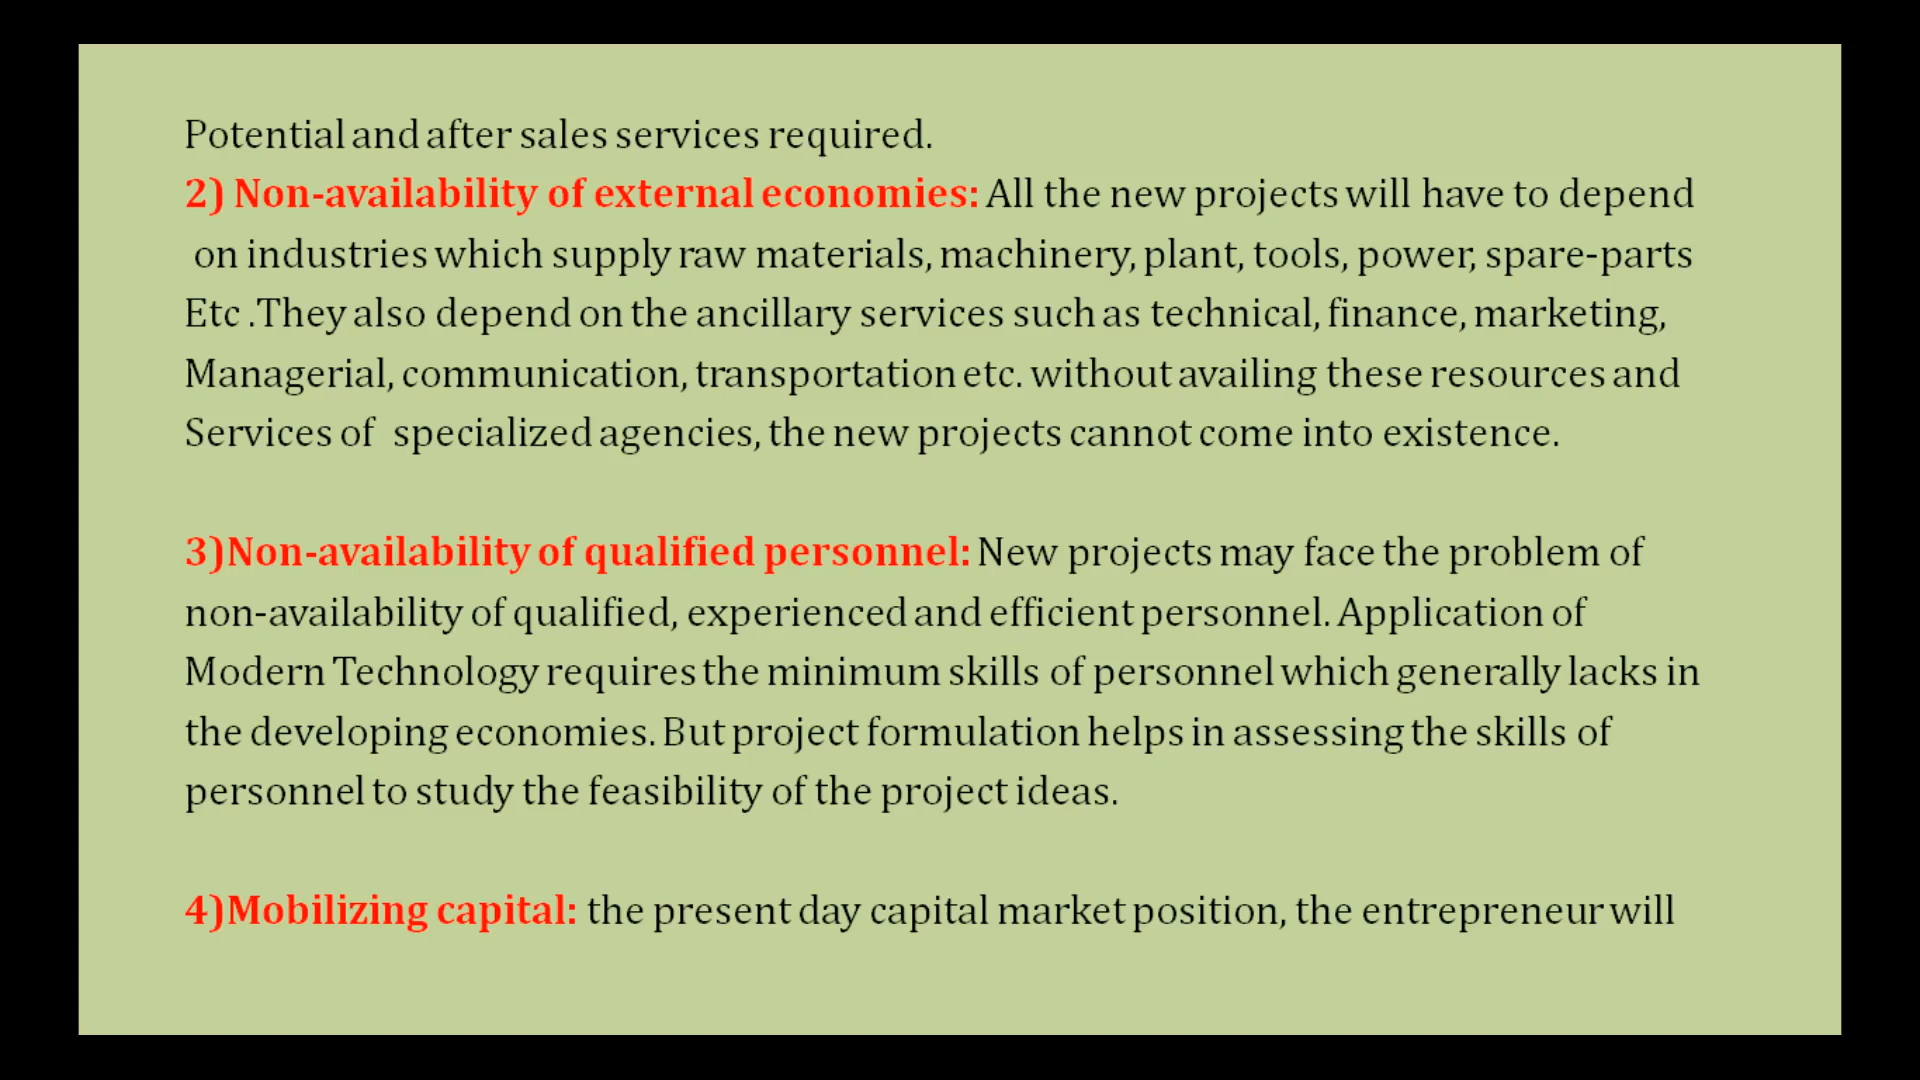 Potential and after sales services required.
2) Non-availability of external economies: All the new projects will have to depend
on industries which supply raw materials, machinery, plant, tools, power, spare-parts
Etc .They also depend on the ancillary services such as technical, finance, marketing,
Managerial, communication, transportation etc. without availing these resources and
Services of specialized agencies, the new projects cannot come into existence.
3)Non-availability of qualified personnel: New projects may face the problem of
non-availability of qualified, experienced and efficient personnel. Application of
Modern Technology requires the minimum skills of personnel which generally lacks in
the developing economies. But project formulation helps in assessing the skills of
personnel to study the feasibility of the project ideas.
4)Mobilizing capital: the present day capital market position, the entrepreneur will